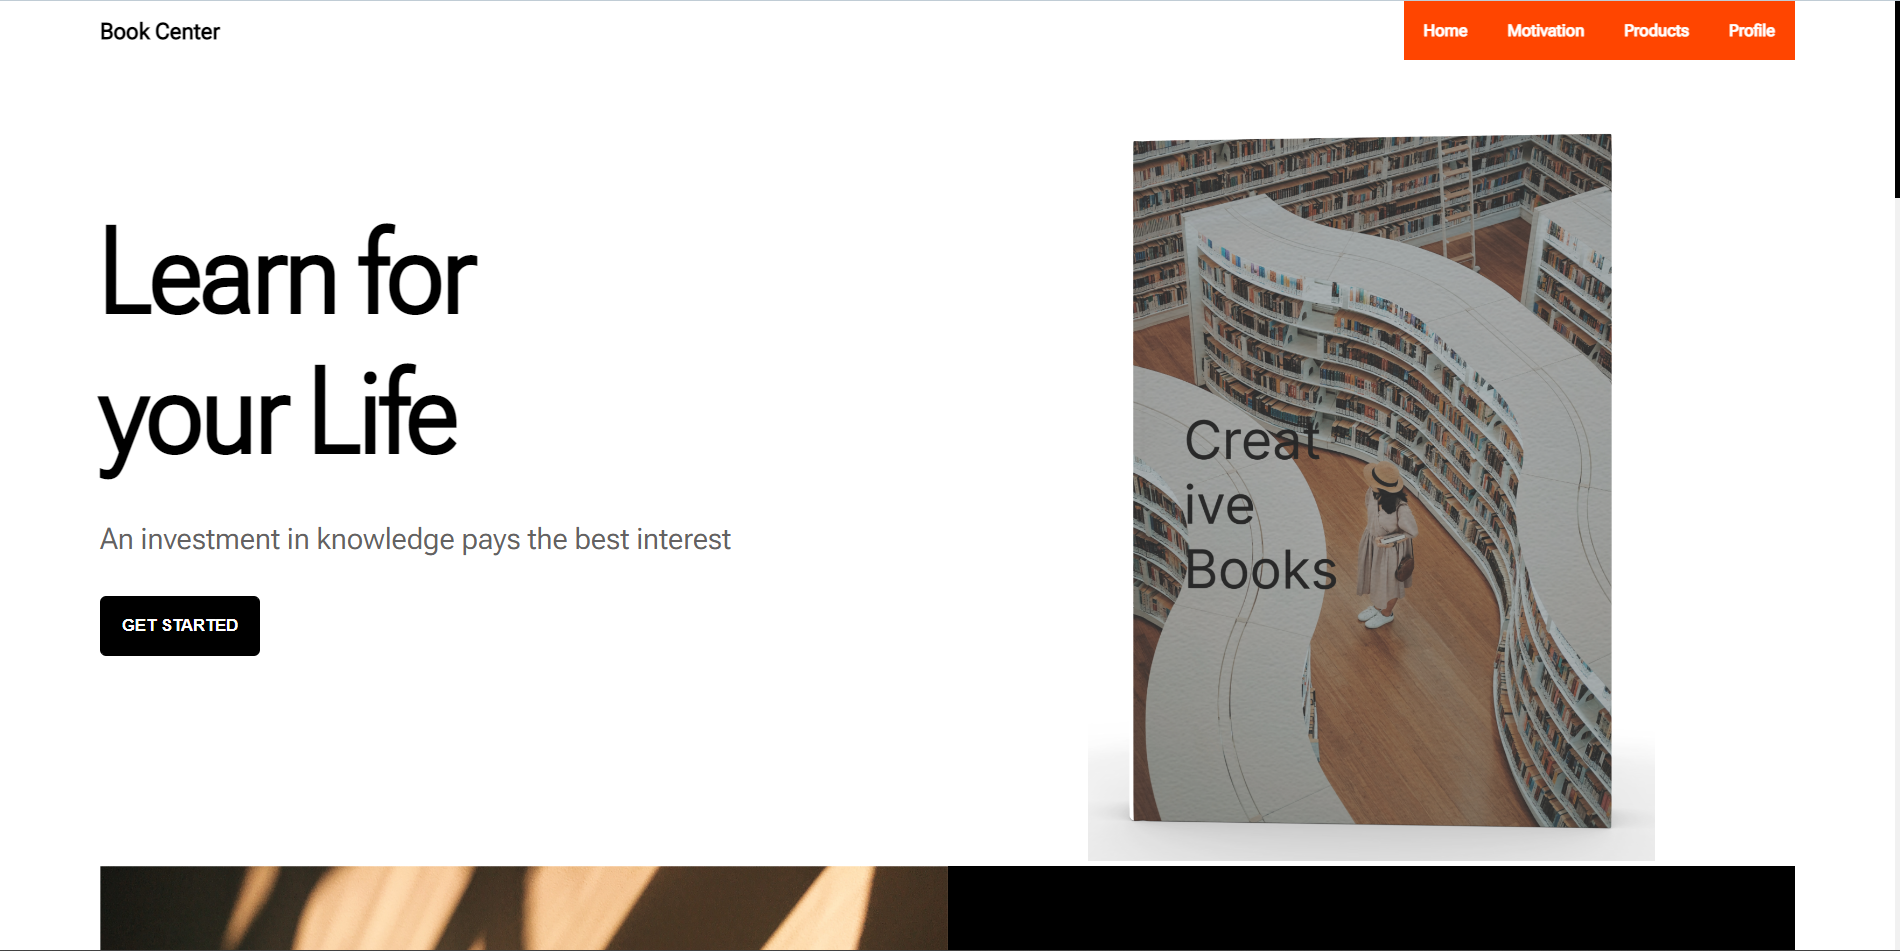 Book Center
Home Motivation Products Profile
Learn for
your Life
An investment in knowledge pays the best interest
GET STARTED
Creat
ive
Books